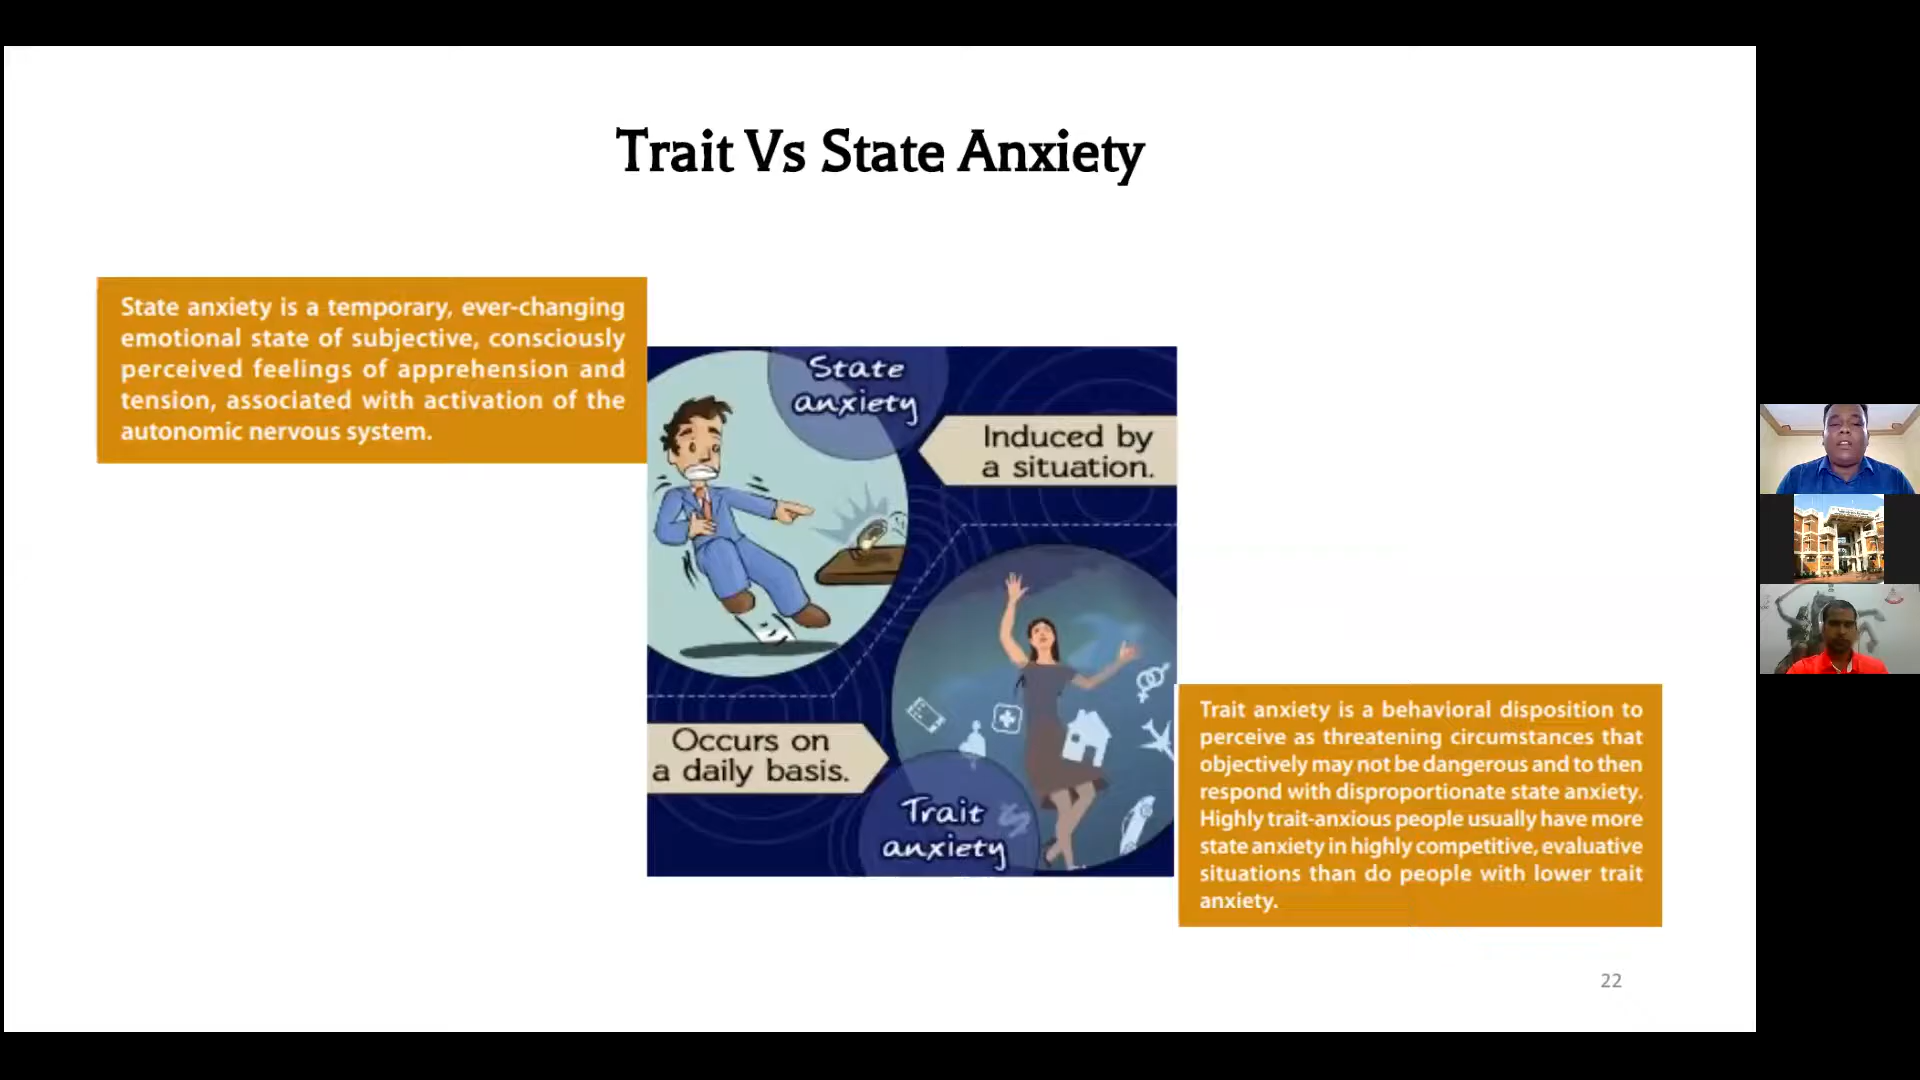 Trait Vs State Anxiety
State anxiety is a temporary, ever-changing
emotional state of subjective, consciously
perceived feelings of apprehension and
tension, associated with activation of the
autonomic nervous system.
State
anxiety
Induced by
a situation.
Occurs on
a daily basis.
Trait
anxiety
Trait anxiety is a behavioral disposition to
perceive as threatening circumstances that
objectively may not be dangerous and to then
respond with disproportionate state anxiety.
Highly trait-anxious people usually have more
state anxiety in highly competitive, evaluative
situations than do people with lower trait
anxiety.
22